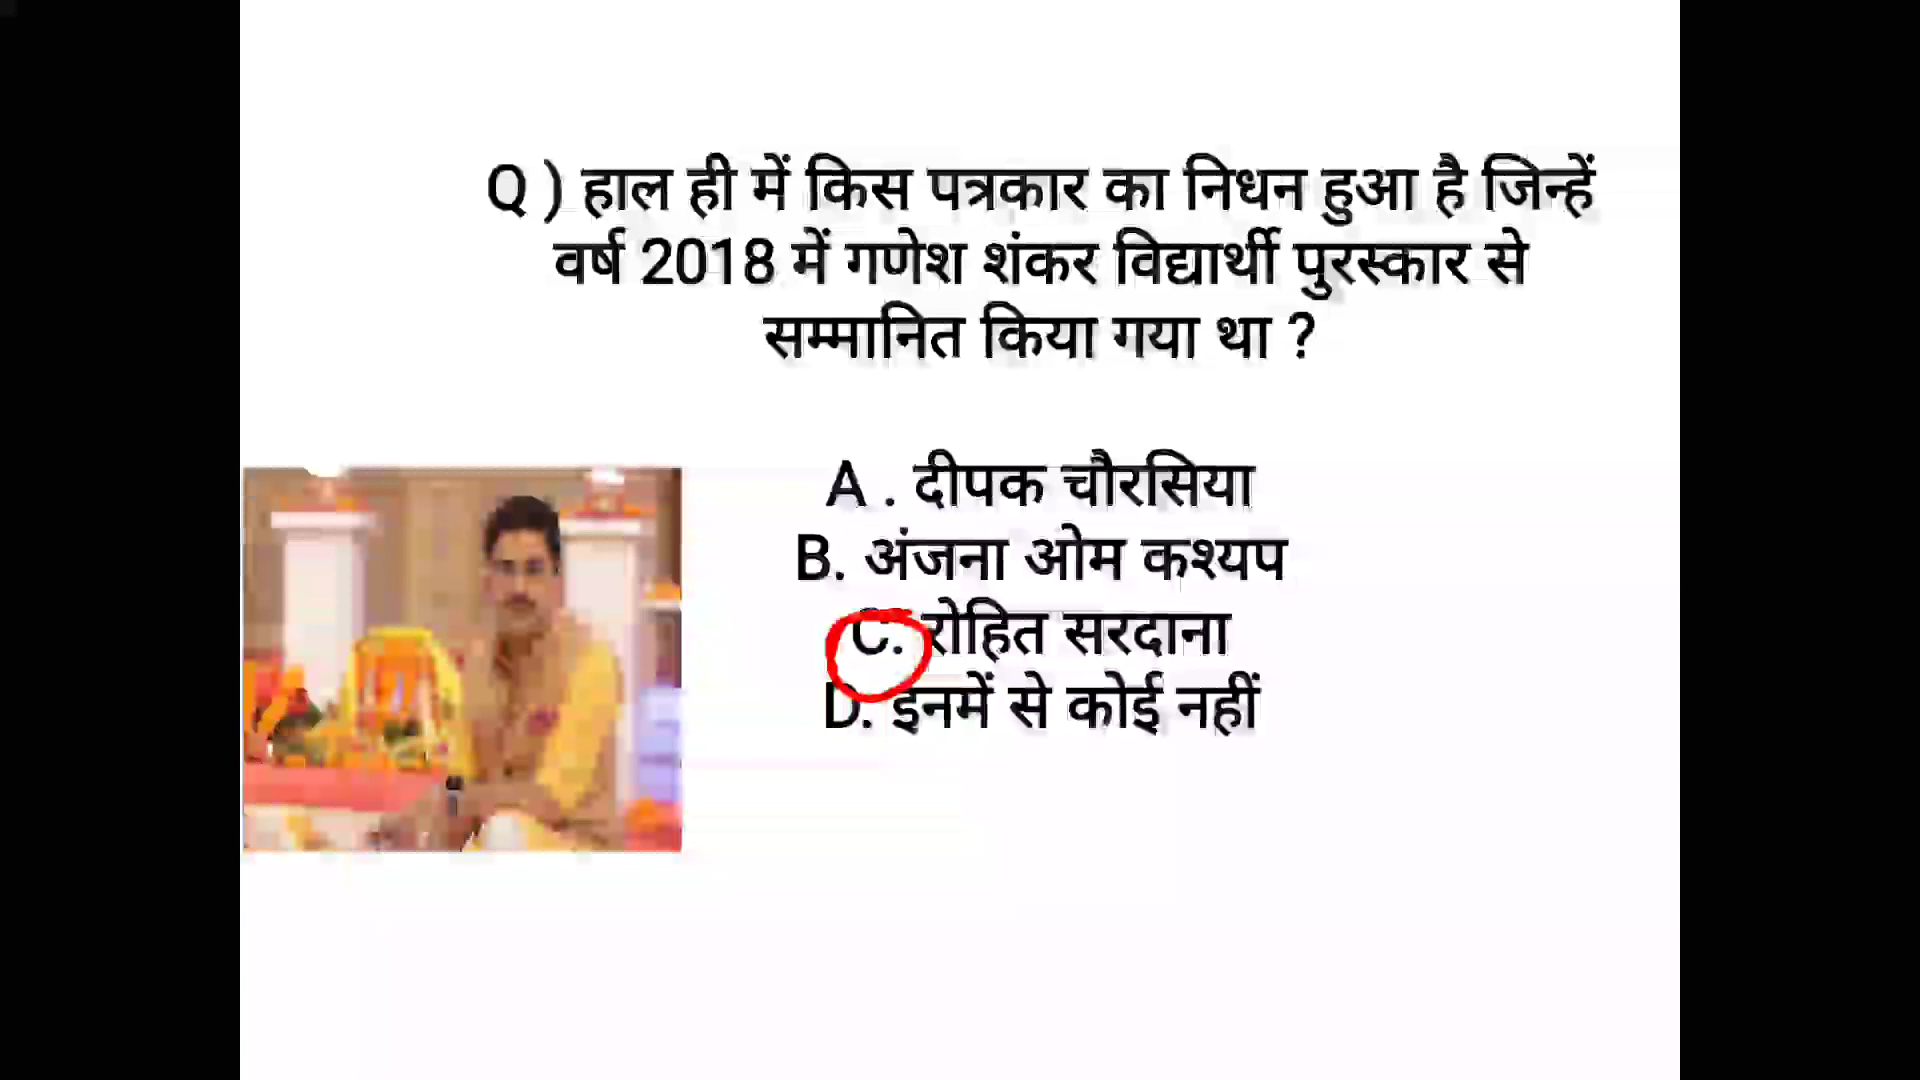 Q ) हाल ही में किस पत्रकार का निधन हुआ है जिन्हें
वर्ष 2018 में गणेश शंकर विद्यार्थी पुरस्कार से
सम्मानित किया गया था ?
A . दीपक चौरसिया
B. अंजना ओम कश्यप
C. रोहित सरदाना
D. इनमें से कोई नहीं